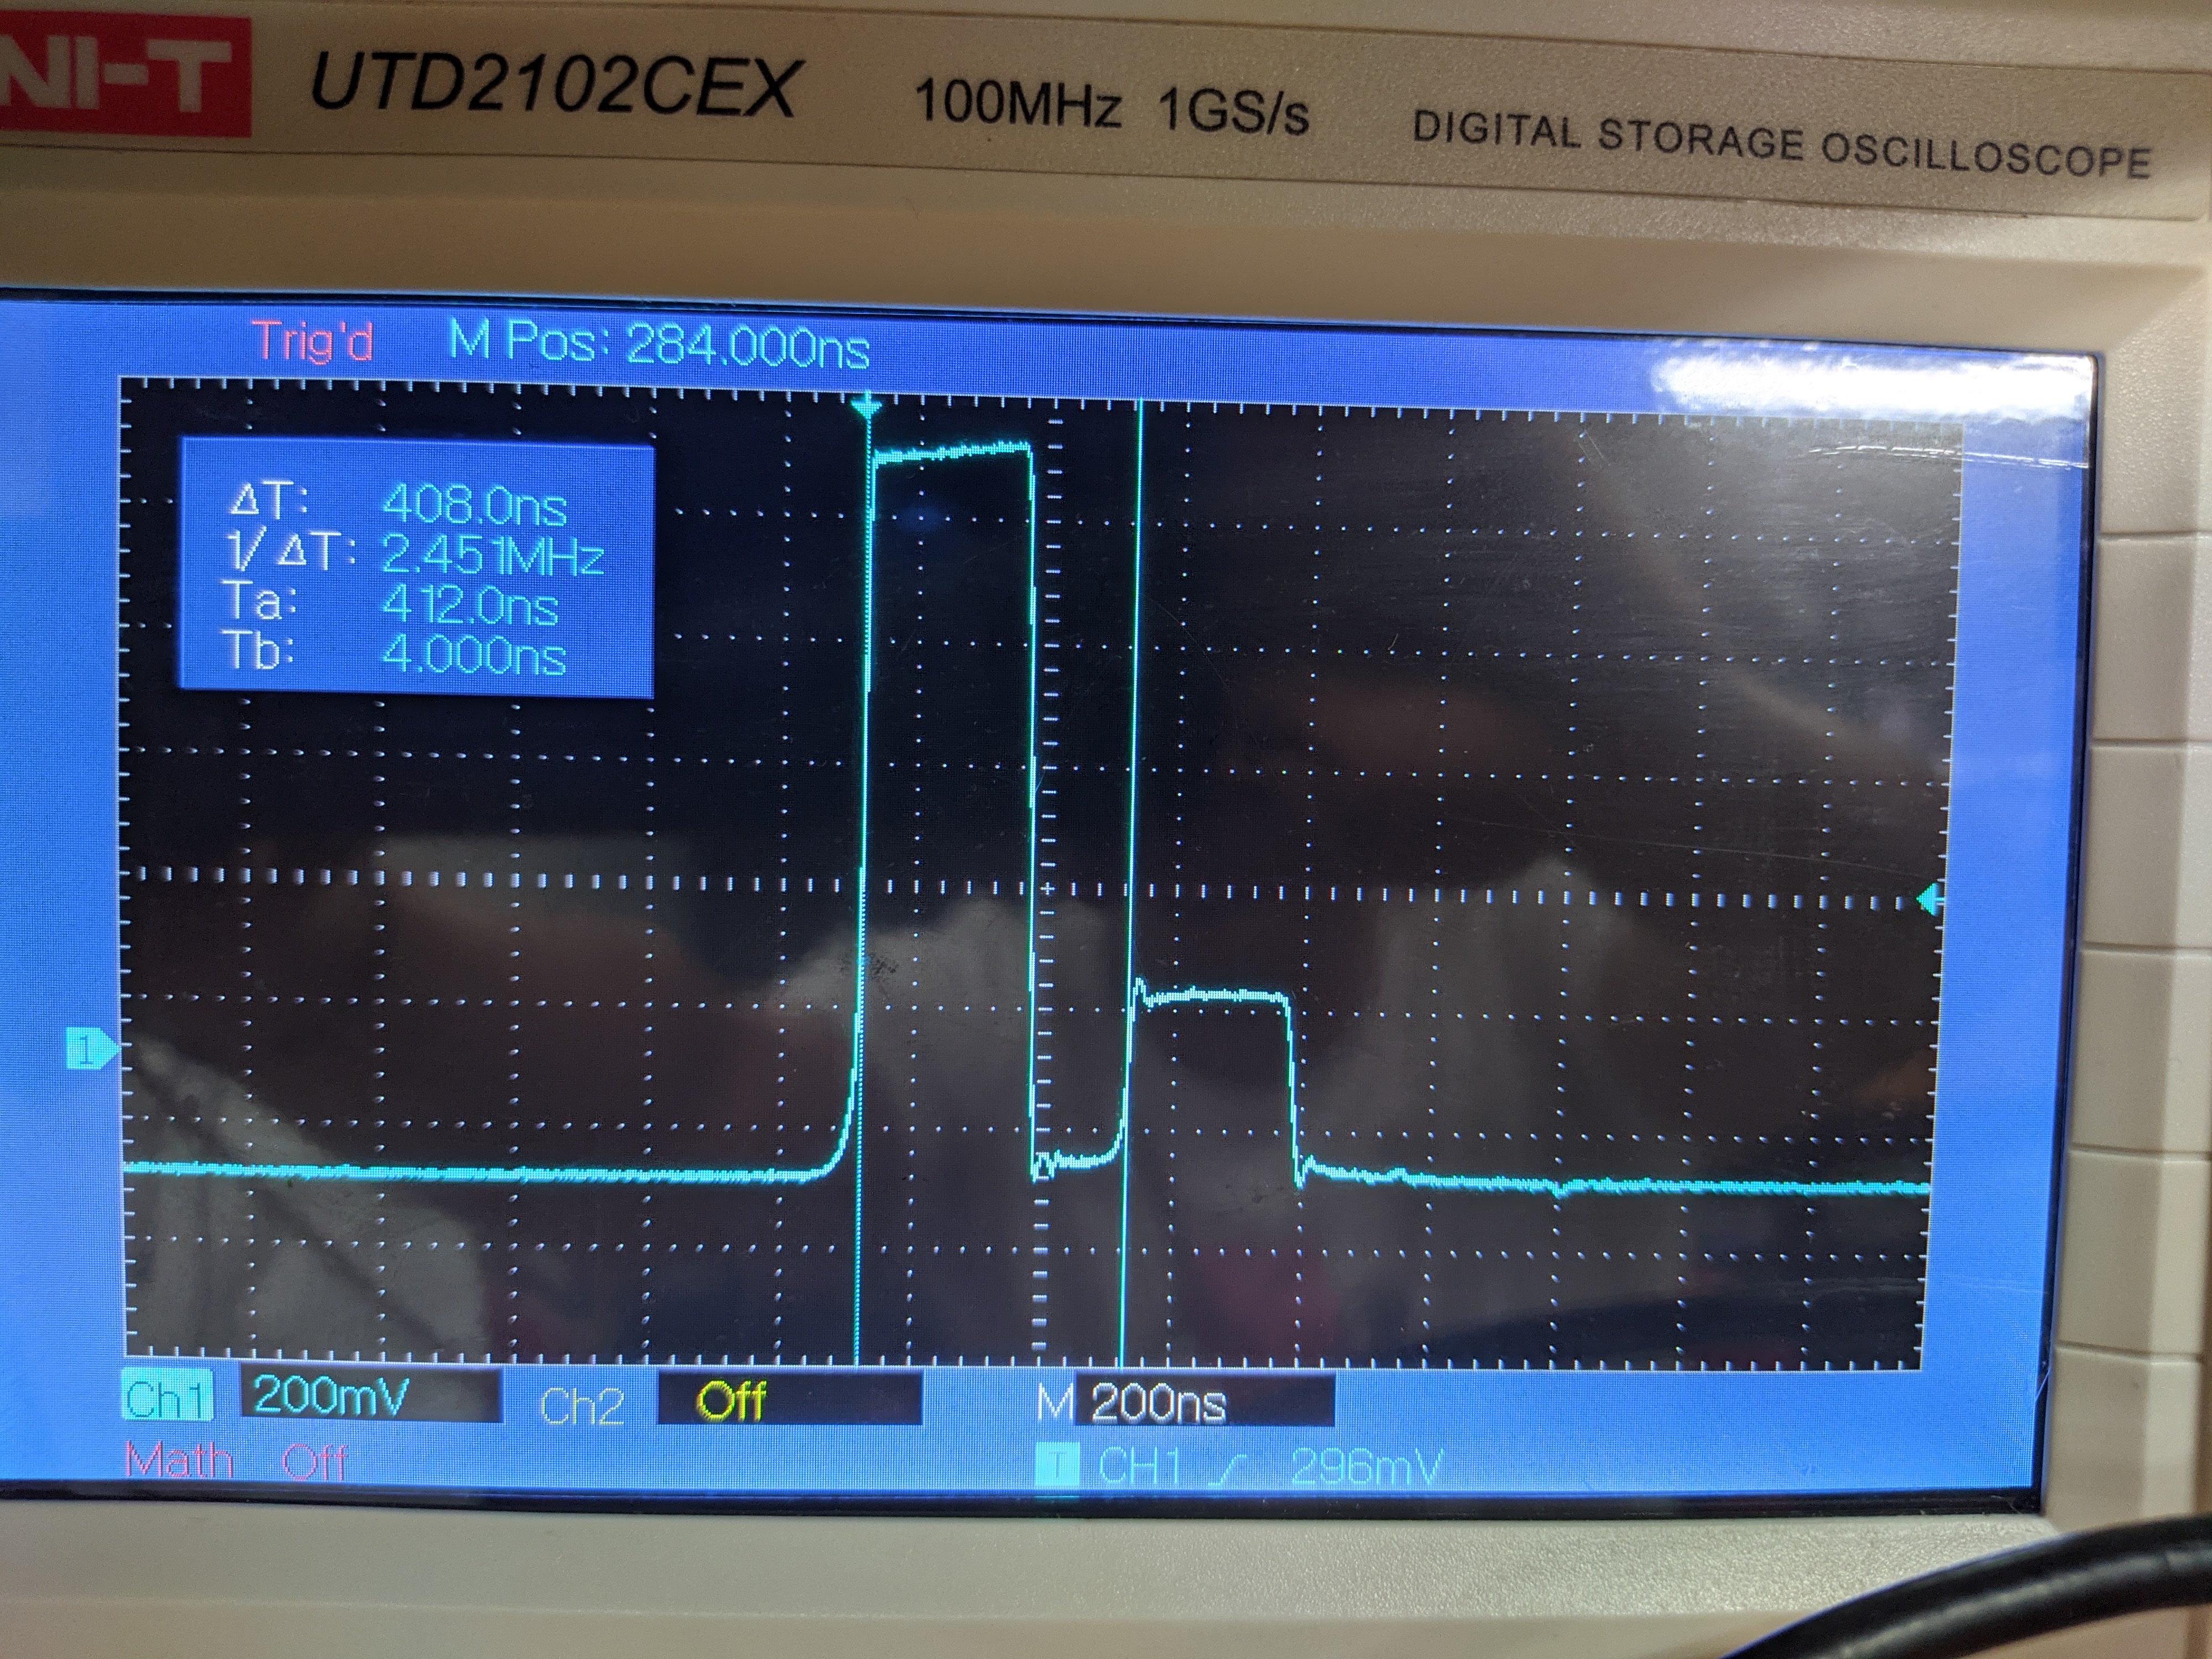 NI-T UTD2102CEX 100MHz 1GS/s DIGITAL STORAGE OSCILLOSCOPE
Trig'd M Pos: 284.000ns
ΔT: 408.0ns
1/ΔT: 2.451MHz
Ta: 412.0ns
Tb: 4.000ns
1
Ch1 200mV Ch2 Off M 200ns
Math Off T CH1 296mV